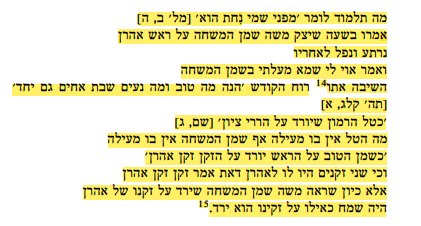 מה תלמוד לומר 'מפני שמי נחת הוא' [מל' ב, ה]
אמרו בשעה שיצק משה שמן המשחה על ראש אהרן
נרתע ונפל לאחריו
ואמר אוי לי שמא מעלתי בשמן המשחה
השיבה אתו14 רוח הקודש 'הנה מה טוב ומה נעים שבת אחים גם יחד'
[תה' קלג, א]
'כטל הרמון שיורד על הררי ציון' [שם, ג]
מה הטל אין בו מעילה אף שמן המשחה אין בו מעילה
'כשמן הטוב על הראש יורד על הזקן זקן אהרן'
וכי שני זקנים היו לו לאהרן דאת אמר זקן זקן אהרן
אלא כיון שראה משה שמן המשחה שירד על זקנו של אהרן
היה שמח כאילו על זקינו הוא ירד.15